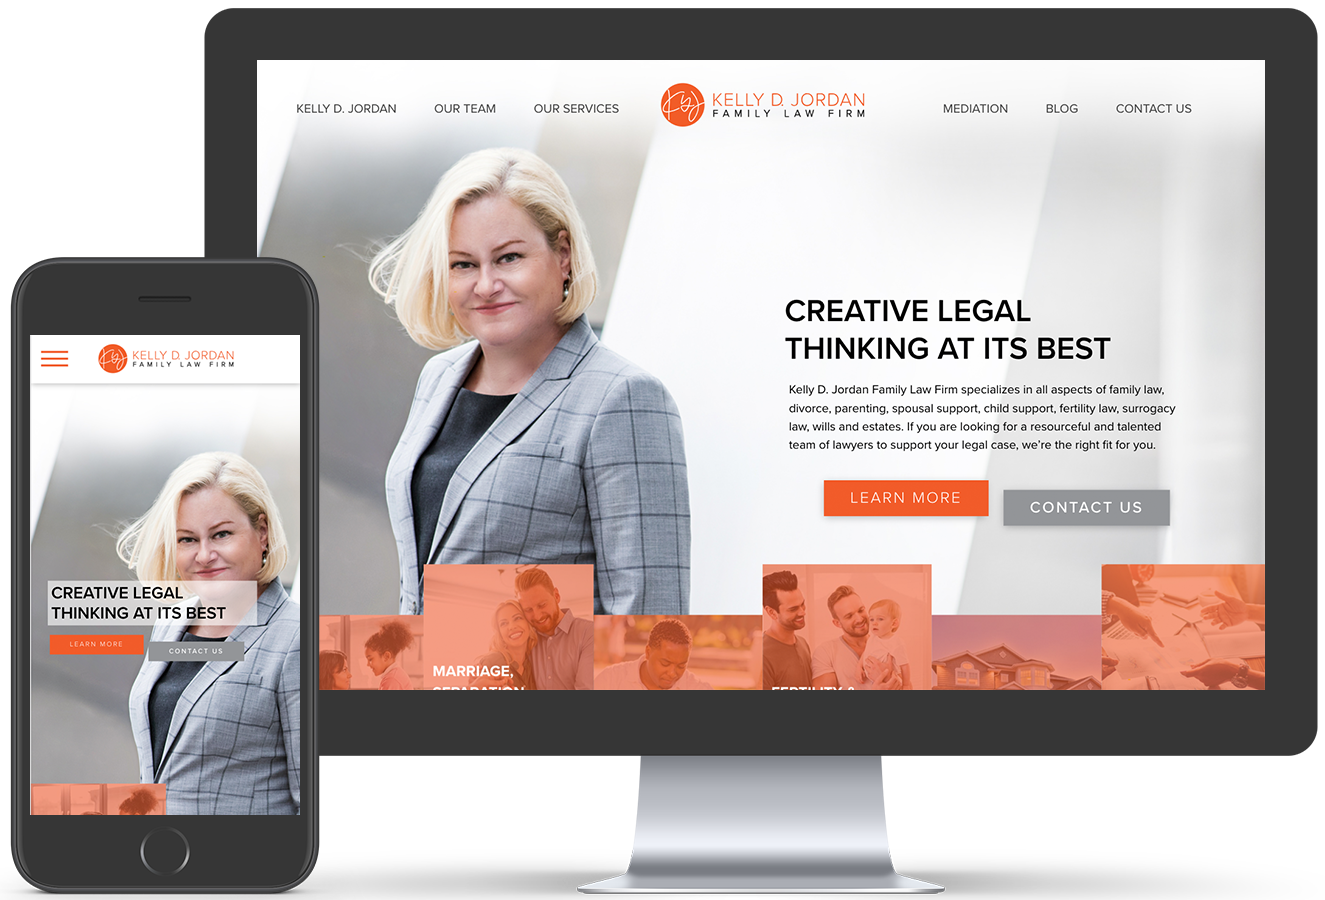 KELLY D. JORDAN
OUR TEAM
OUR SERVICES
KELLY D. JORDAN
FAMILY LAW FIRM
MEDIATION
BLOG
CONTACT US
CREATIVE LEGAL
THINKING AT ITS BEST
Kelly D. Jordan Family Law Firm specializes in all aspects of family law,
divorce, parenting, spousal support, child support, fertility law, surrogacy
law, wills and estates. If you are looking for a resourceful and talented
team of lawyers to support your legal case, we're the right fit for you.
LEARN MORE
CONTACT US
MARRIAGE,
SEPARATION
FERTILITY &
KELLY D. JORDAN
FAMILY LAW FIRM
CREATIVE LEGAL
THINKING AT ITS BEST
LEARN MORE
CONTACT US